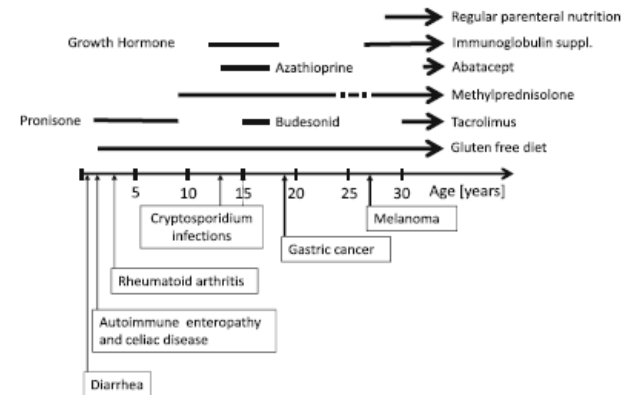 Regular parenteral nutrition
Growth Hormone Immunoglobulin suppl.
Azathioprine Abatacept
Methylprednisolone
Pronisone Budesonid Tacrolimus
Gluten free diet
5 10 15 20 25 30 Age [years]
Cryptosporidium
infections
Melanoma
Gastric cancer
Rheumatoid arthritis
Autoimmune enteropathy
and celiac disease
Diarrhea